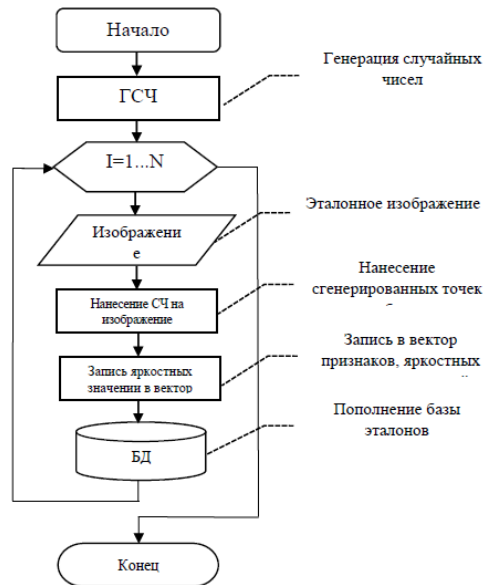 Начало
Генерация случайных
чисел
ГСЧ
I=1...N
Эталонное изображение
Изображени
е
Нанесение
сгенерированных точек
Нанесение СЧ на
изображение
Запись в вектор
признаков, яркостных
Запись яркостных
значении в вектор
Пополнение базы
эталонов
БД
Конец